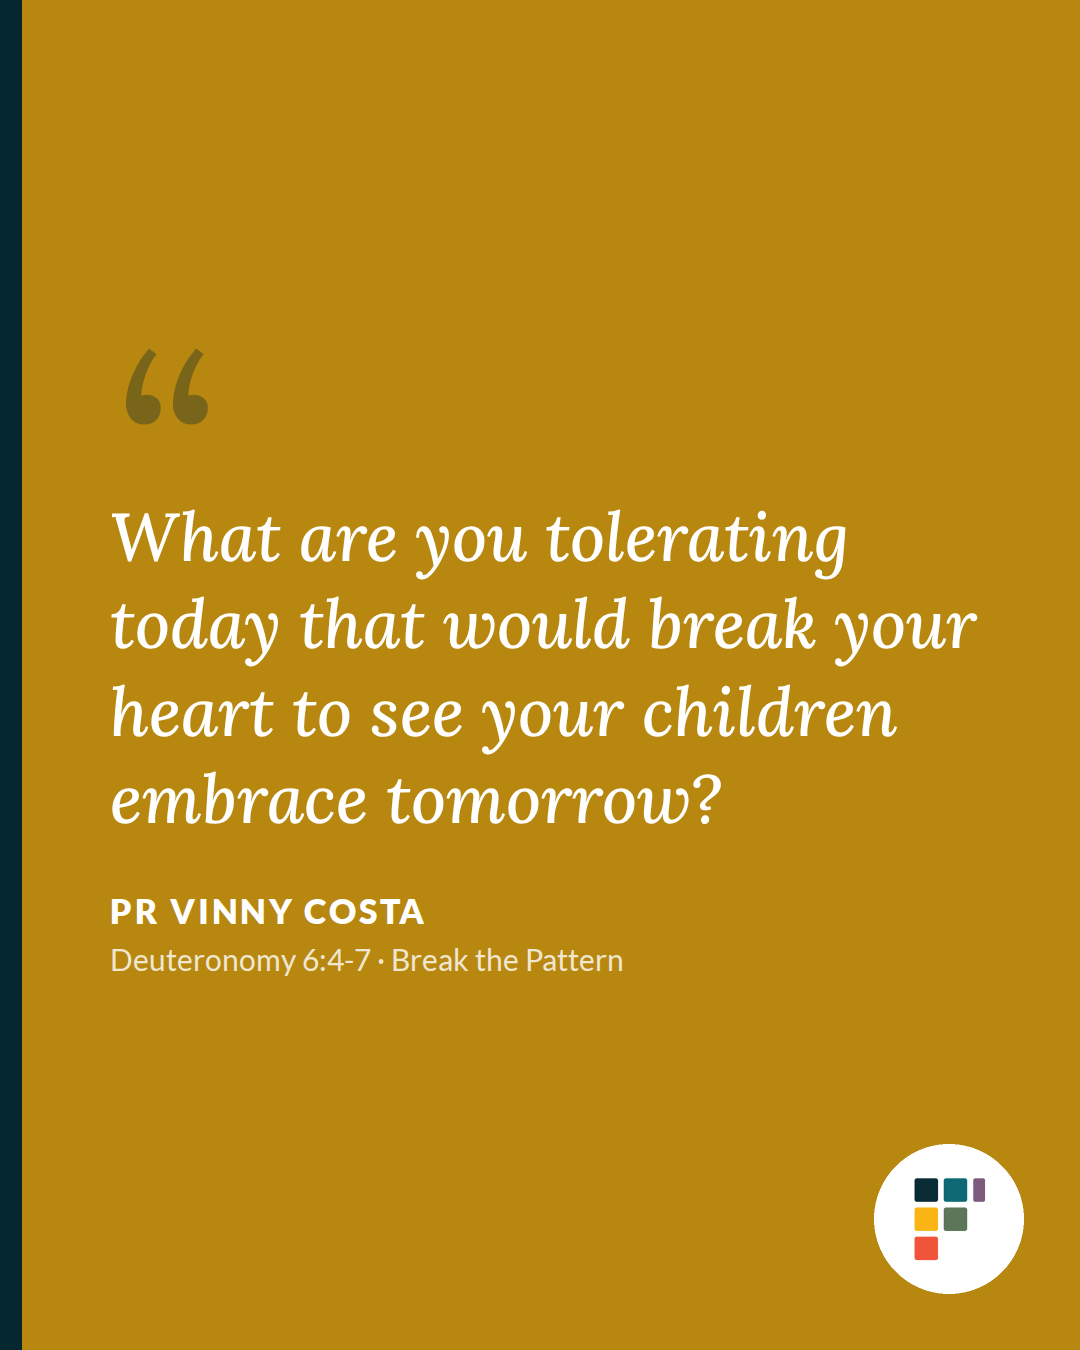 “
What are you tolerating
today that would break your
heart to see your children
embrace tomorrow?
PR VINNY COSTA
Deuteronomy 6:4-7 · Break the Pattern